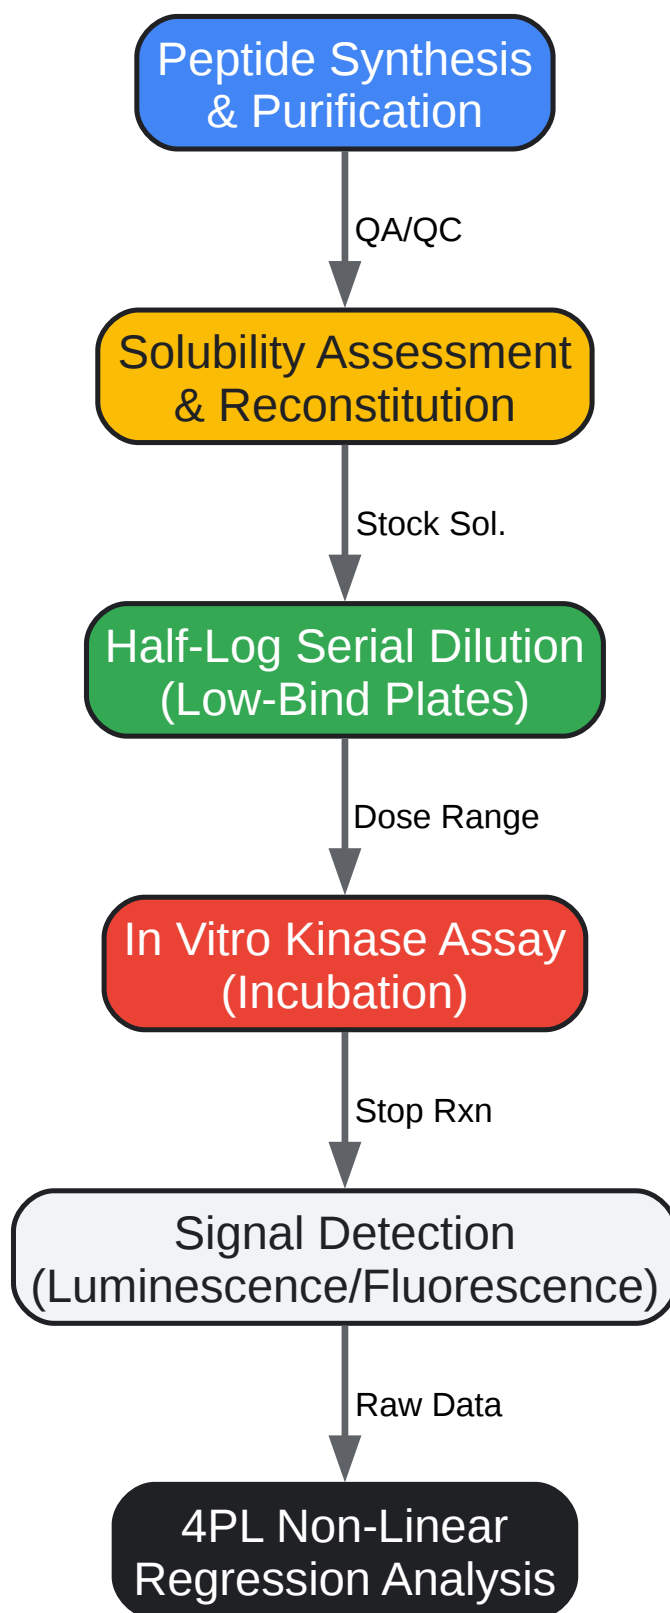 Peptide Synthesis
& Purification
QA/QC
Solubility Assessment
& Reconstitution
Stock Sol.
Half-Log Serial Dilution
(Low-Bind Plates)
Dose Range
In Vitro Kinase Assay
(Incubation)
Stop Rxn
Signal Detection
(Luminescence/Fluorescence)
Raw Data
4PL Non-Linear
Regression Analysis